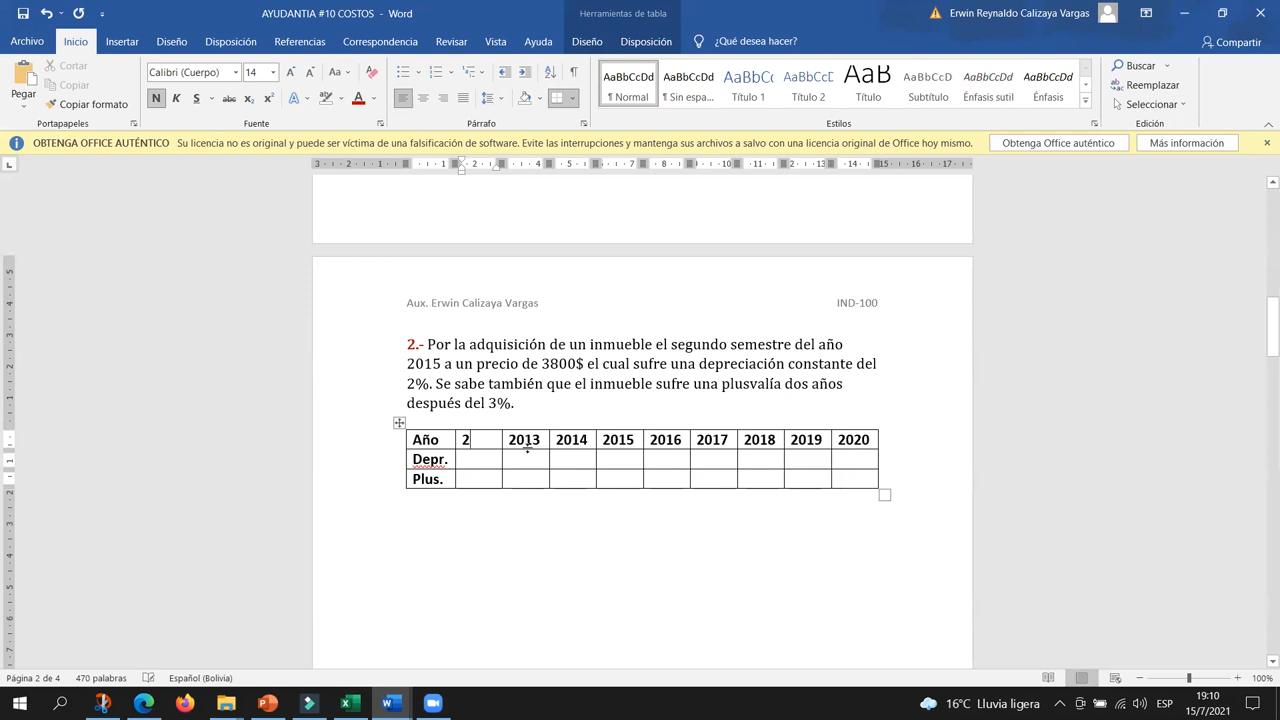 AYUDANTIA #10 COSTOS - Word
Herramientas de tabla
Erwin Reynaldo Calizaya Vargas
Archivo Inicio Insertar Diseño Disposición Referencias Correspondencia Revisar Vista Ayuda Diseño Disposición ¿Qué desea hacer? Compartir
Pegar
Cortar
Copiar
Copiar formato
Portapapeles
Calibri (Cuerpo) 14
N K S abc x₂ x²
Fuente
Párrafo
AaBbCcDd AaBbCcDd AaBbCc AaBbCcD AaB AaBbCcD AaBbCcDd AaBbCcDd
¶ Normal ¶ Sin espa... Título 1 Título 2 Título Subtítulo Énfasis sutil Énfasis
Estilos
Buscar
Reemplazar
Seleccionar
Edición
OBTENGA OFFICE AUTÉNTICO Su licencia no es original y puede ser víctima de una falsificación de software. Evite las interrupciones y mantenga sus archivos a salvo con una licencia original de Office hoy mismo. Obtenga Office auténtico Más información
Aux. Erwin Calizaya Vargas IND-100
2.- Por la adquisición de un inmueble el segundo semestre del año
2015 a un precio de 3800$ el cual sufre una depreciación constante del
2%. Se sabe también que el inmueble sufre una plusvalía dos años
después del 3%.
Año 2 2013 2014 2015 2016 2017 2018 2019 2020
Depr.
Plus.
Página 2 de 4 470 palabras Español (Bolivia) 100%
16°C Lluvia ligera ESP 19:10
15/7/2021